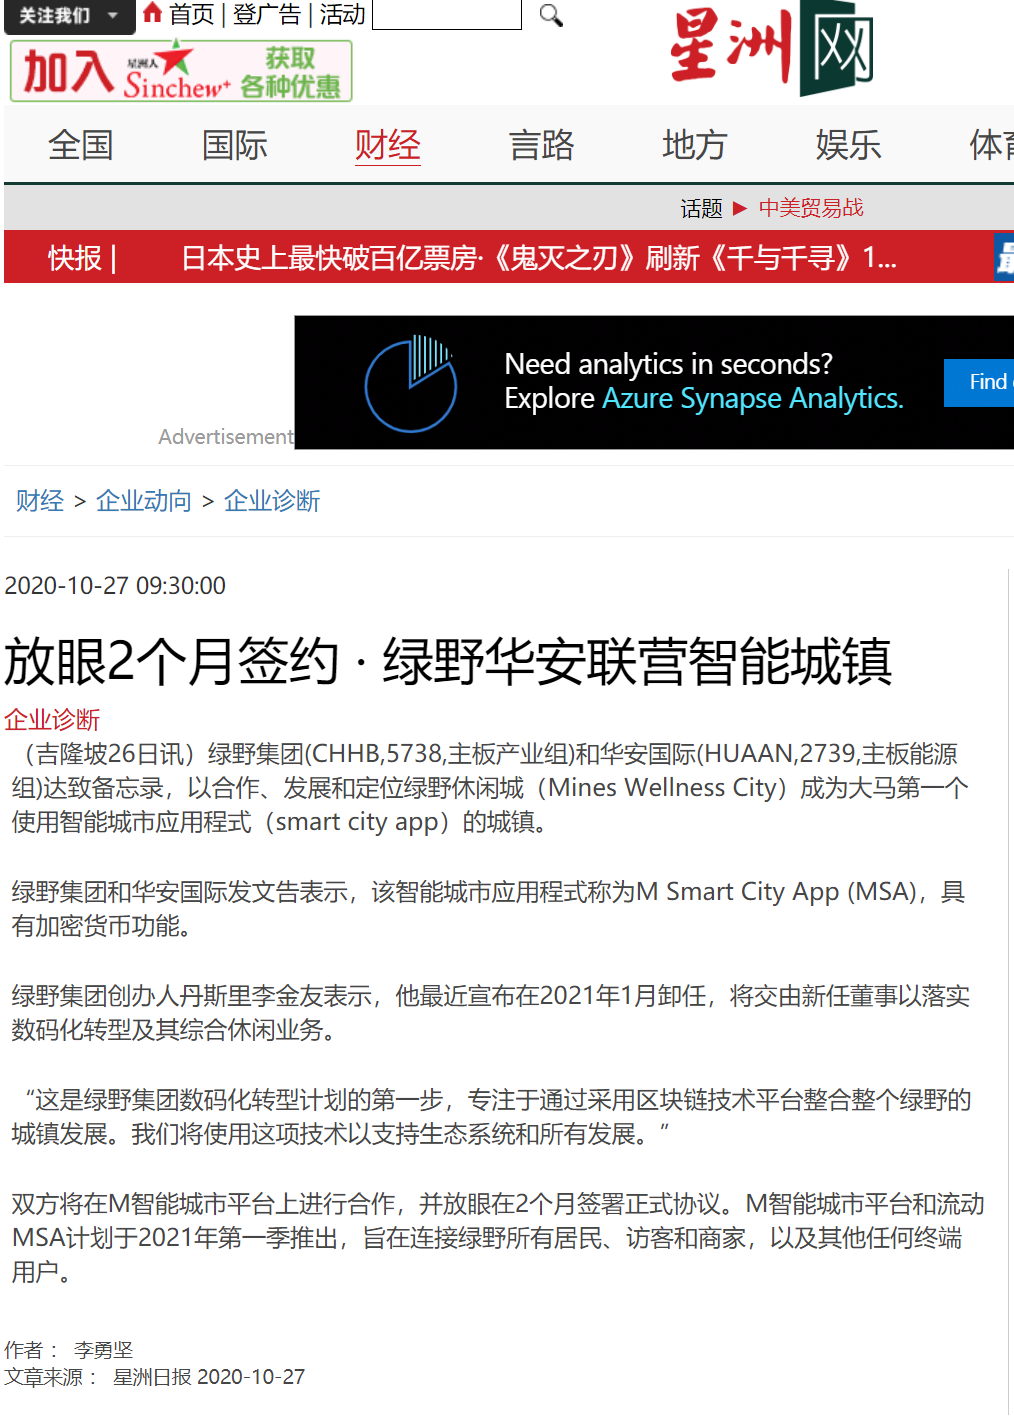 关注我们
首页 | 登广告 | 活动
加入 星洲人 Sinchew+ 获取各种优惠
星洲网
全国 国际 财经 言路 地方 娱乐
话题 ▶ 中美贸易战
快报 | 日本史上最快破百亿票房·《鬼灭之刃》刷新《千与千寻》1...
Need analytics in seconds?
Explore Azure Synapse Analytics.
Find
Advertisement
财经 > 企业动向 > 企业诊断
2020-10-27 09:30:00
放眼2个月签约 · 绿野华安联营智能城镇
企业诊断
（吉隆坡26日讯）绿野集团(CHHB,5738,主板产业组)和华安国际(HUAAN,2739,主板能源
组)达致备忘录，以合作、发展和定位绿野休闲城（Mines Wellness City）成为大马第一个
使用智能城市应用程式（smart city app）的城镇。
绿野集团和华安国际发文告表示，该智能城市应用程式称为M Smart City App (MSA)，具
有加密货币功能。
绿野集团创办人丹斯里李金友表示，他最近宣布在2021年1月卸任，将交由新任董事以落实
数码化转型及其综合休闲业务。
“这是绿野集团数码化转型计划的第一步，专注于通过采用区块链技术平台整合整个绿野的
城镇发展。我们将使用这项技术以支持生态系统和所有发展。”
双方将在M智能城市平台上进行合作，并放眼在2个月签署正式协议。M智能城市平台和流动
MSA计划于2021年第一季推出，旨在连接绿野所有居民、访客和商家，以及其他任何终端
用户。
作者： 李勇坚
文章来源： 星洲日报 2020-10-27